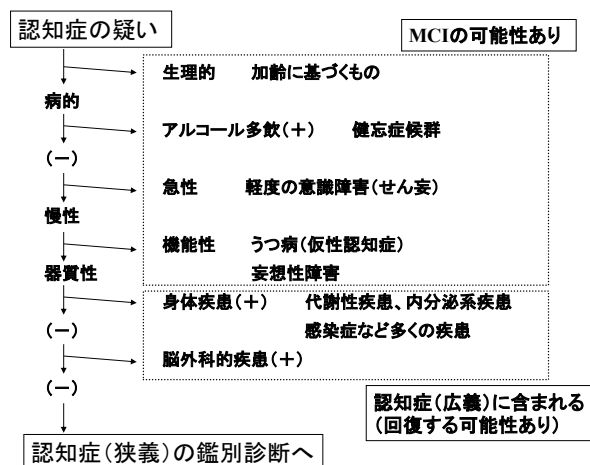 認知症の疑い
MCIの可能性あり
生理的　加齢に基づくもの
病的
アルコール多飲(+)　健忘症候群
(−)
急性　軽度の意識障害(せん妄)
慢性
機能性　うつ病(仮性認知症)
妄想性障害
器質性
身体疾患(+)　代謝性疾患、内分泌系疾患
感染症など多くの疾患
(−)
脳外科的疾患(+)
(−)
認知症(広義)に含まれる
(回復する可能性あり)
認知症(狭義)の鑑別診断へ